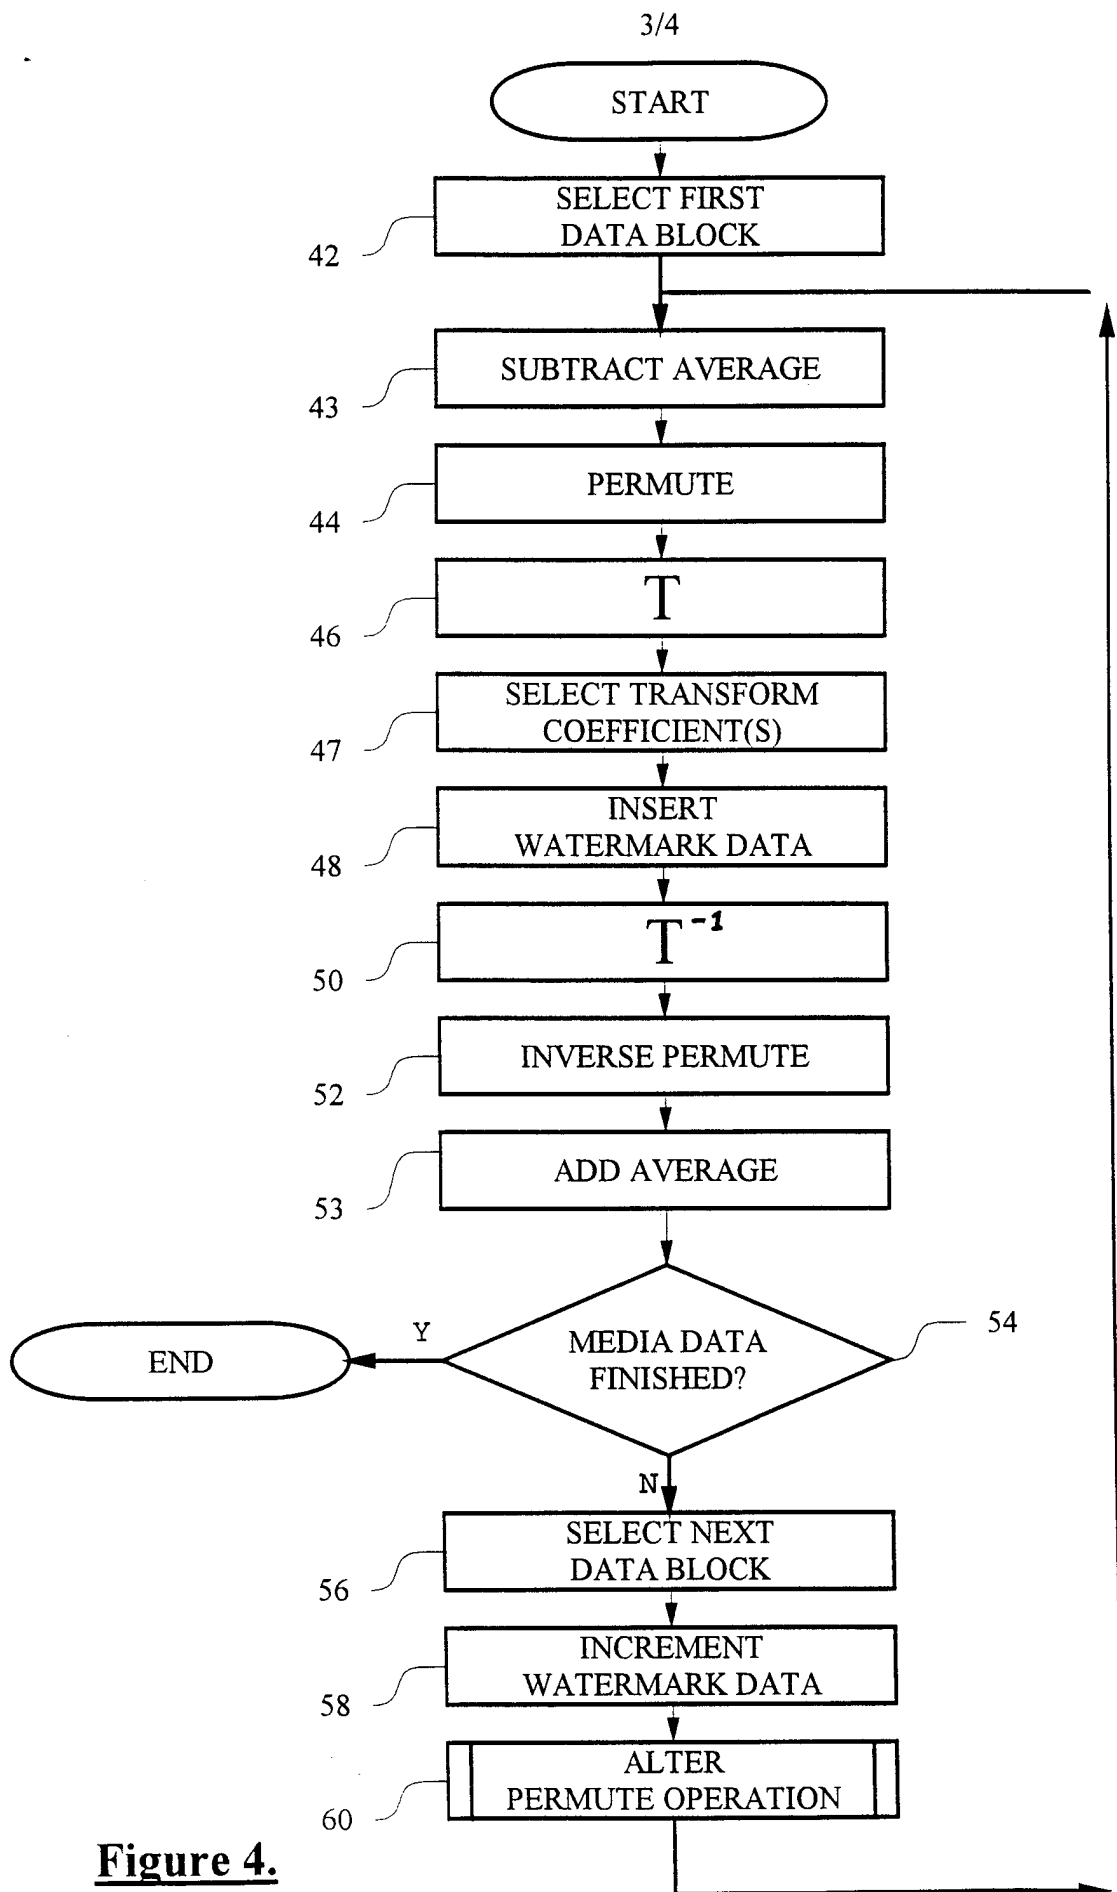 3/4
START
SELECT FIRST
DATA BLOCK
42
SUBTRACT AVERAGE
43
PERMUTE
44
T
46
SELECT TRANSFORM
COEFFICIENT(S)
47
INSERT
WATERMARK DATA
48
T⁻¹
50
INVERSE PERMUTE
52
ADD AVERAGE
53
MEDIA DATA
FINISHED?
54
Y
END
N
SELECT NEXT
DATA BLOCK
56
INCREMENT
WATERMARK DATA
58
ALTER
PERMUTE OPERATION
60
Figure 4.